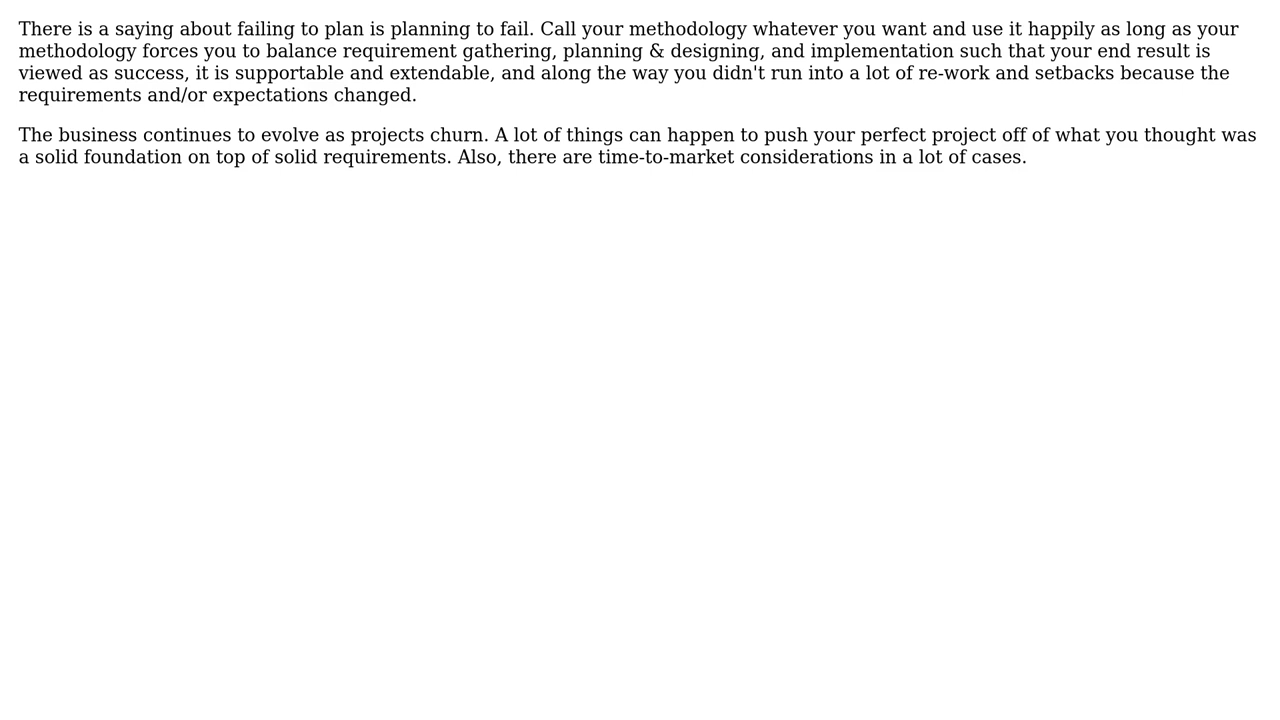 There is a saying about failing to plan is planning to fail. Call your methodology whatever you want and use it happily as long as your
methodology forces you to balance requirement gathering, planning & designing, and implementation such that your end result is
viewed as success, it is supportable and extendable, and along the way you didn't run into a lot of re-work and setbacks because the
requirements and/or expectations changed.
The business continues to evolve as projects churn. A lot of things can happen to push your perfect project off of what you thought was
a solid foundation on top of solid requirements. Also, there are time-to-market considerations in a lot of cases.